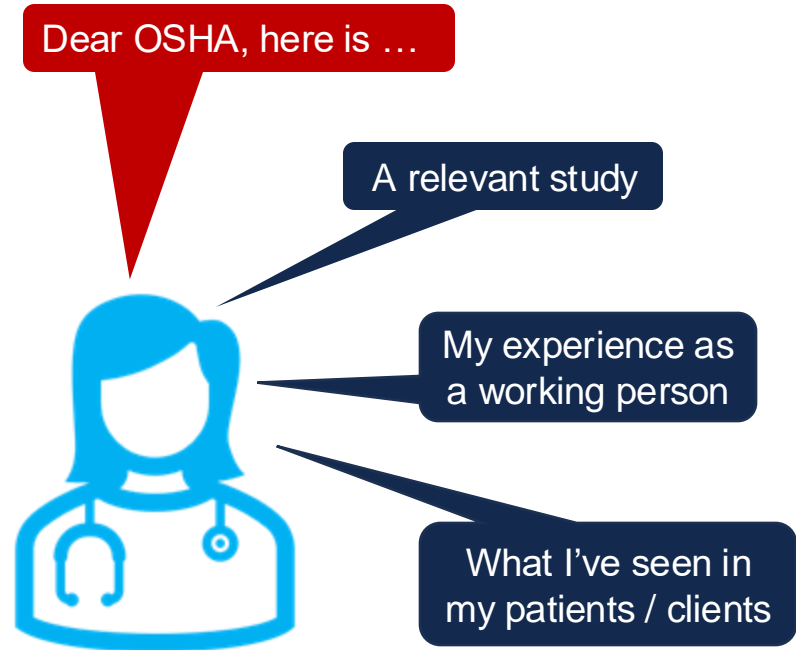 Dear OSHA, here is …
A relevant study
My experience as
a working person
What I’ve seen in
my patients / clients